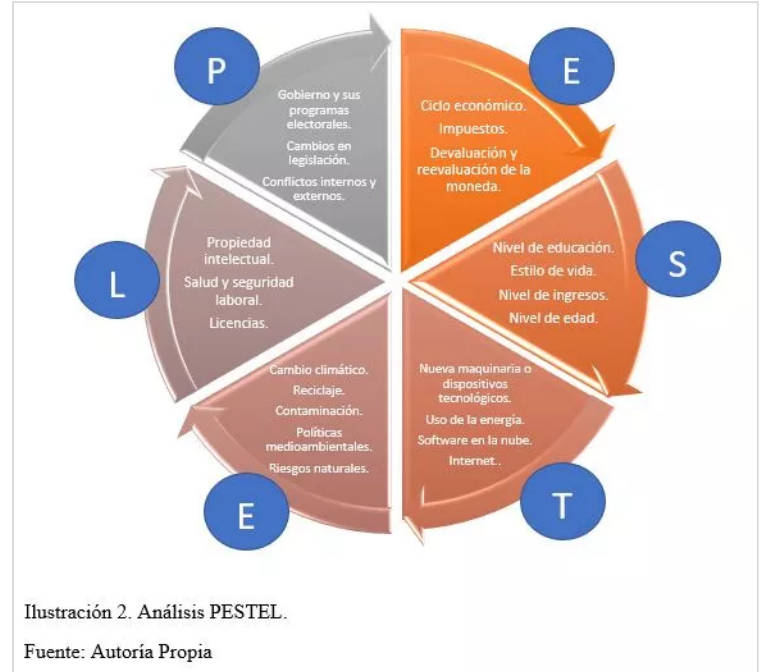 P
Gobierno y sus
programas
electorales.
Cambios en
legislación.
Conflictos internos y
externos.
E
Ciclo económico.
Impuestos.
Devaluación y
reevaluación de la
moneda.
S
Nivel de educación.
Estilo de vida.
Nivel de ingresos.
Nivel de edad.
T
Nueva maquinaria o
dispositivos
tecnológicos.
Uso de la energía.
Software en la nube.
Internet..
E
Cambio climático.
Reciclaje.
Contaminación.
Políticas
medioambientales.
Riesgos naturales.
L
Propiedad
intelectual.
Salud y seguridad
laboral.
Licencias.
Ilustración 2. Análisis PESTEL.
Fuente: Autoría Propia